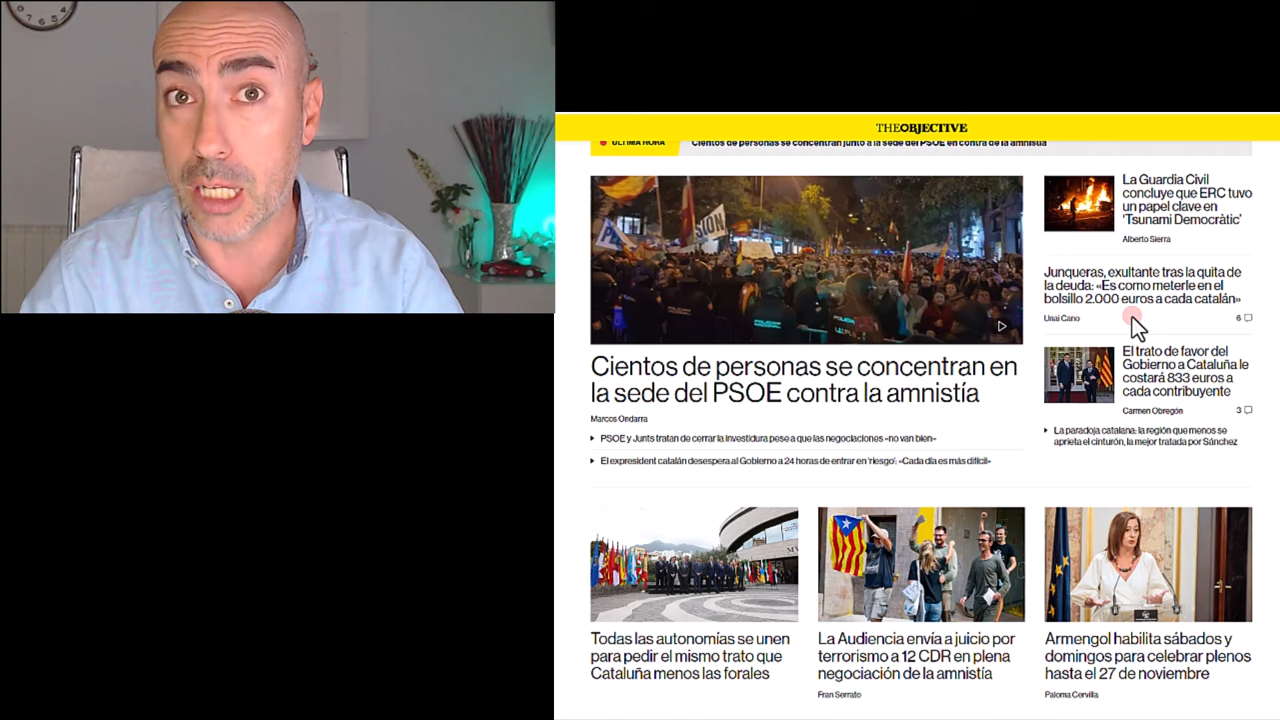 THEOBJECTIVE
ÚLTIMA HORA
Cientos de personas se concentran junto a la sede del PSOE en contra de la amnistía
SION
POLICIA
NACIONAL
Cientos de personas se concentran en
la sede del PSOE contra la amnistía
Marcos Ondarra
PSOE y Junts tratan de cerrar la investidura pese a que las negociaciones «no van bien»
El expresident catalán desespera al Gobierno a 24 horas de entrar en 'riesgo': «Cada día es más difícil»
La Guardia Civil
concluye que ERC tuvo
un papel clave en
'Tsunami Democràtic'
Alberto Sierra
Junqueras, exultante tras la quita de
la deuda: «Es como meterle en el
bolsillo 2.000 euros a cada catalán»
Unai Cano
6
El trato de favor del
Gobierno a Cataluña le
costará 833 euros a
cada contribuyente
Carmen Obregón
3
La paradoja catalana: la región que menos se
aprieta el cinturón, la mejor tratada por Sánchez
Todas las autonomías se unen
para pedir el mismo trato que
Cataluña menos las forales
La Audiencia envía a juicio por
terrorismo a 12 CDR en plena
negociación de la amnistía
Fran Serrato
Armengol habilita sábados y
domingos para celebrar plenos
hasta el 27 de noviembre
Paloma Cervilla